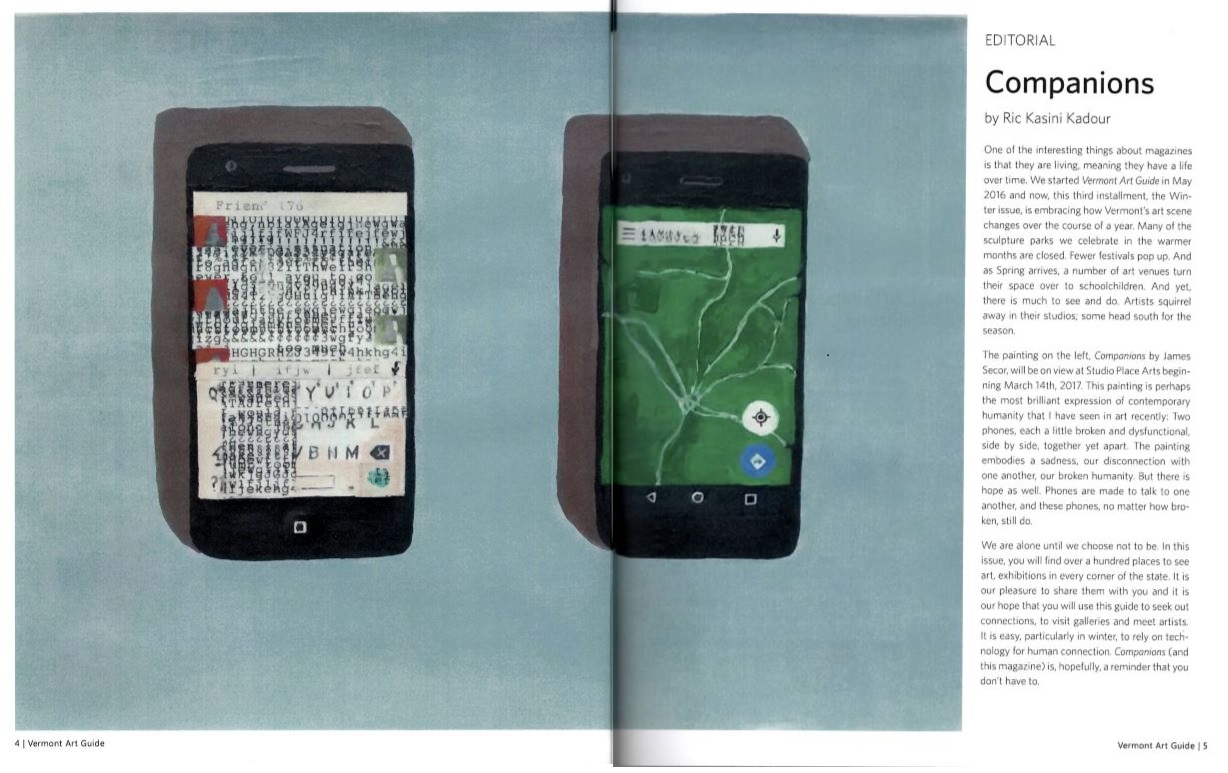 Friend 176
EDITORIAL
Companions
by Ric Kasini Kadour
One of the interesting things about magazines
is that they are living, meaning they have a life
over time. We started Vermont Art Guide in May
2016 and now, this third installment, the Win-
ter issue, is embracing how Vermont's art scene
changes over the course of a year. Many of the
sculpture parks we celebrate in the warmer
months are closed. Fewer festivals pop up. And
as Spring arrives, a number of art venues turn
their space over to schoolchildren. And yet,
there is much to see and do. Artists squirrel
away in their studios; some head south for the
season.
The painting on the left, Companions by James
Secor, will be on view at Studio Place Arts begin-
ning March 14th, 2017. This painting is perhaps
the most brilliant expression of contemporary
humanity that I have seen in art recently: Two
phones, each a little broken and dysfunctional,
side by side, together yet apart. The painting
embodies a sadness, our disconnection with
one another, our broken humanity. But there is
hope as well. Phones are made to talk to one
another, and these phones, no matter how bro-
ken, still do.
We are alone until we choose not to be. In this
issue, you will find over a hundred places to see
art, exhibitions in every corner of the state. It is
our pleasure to share them with you and it is
our hope that you will use this guide to seek out
connections, to visit galleries and meet artists.
It is easy, particularly in winter, to rely on tech-
nology for human connection. Companions (and
this magazine) is, hopefully, a reminder that you
don't have to.
4 | Vermont Art Guide
Vermont Art Guide | 5